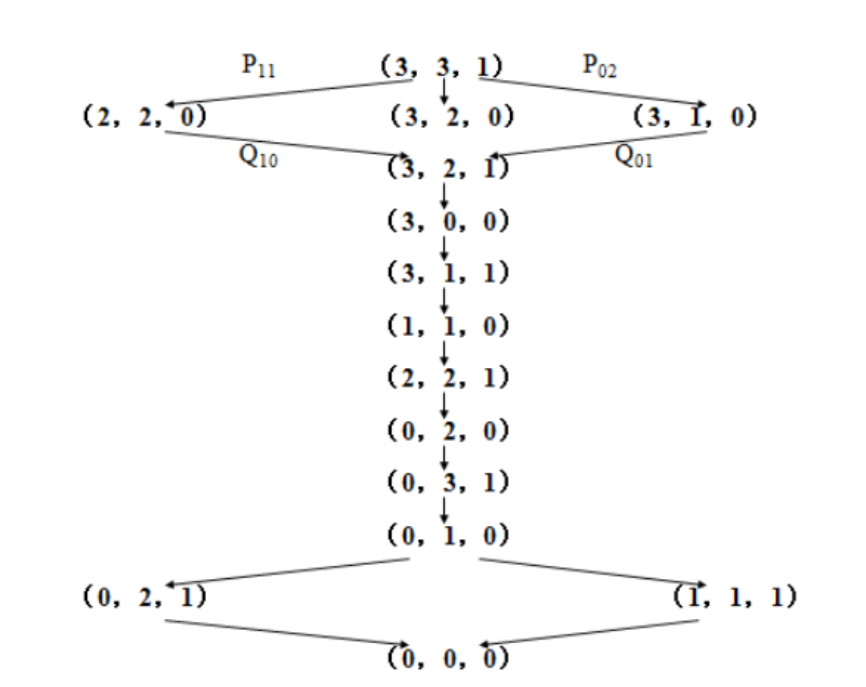 P11 (3, 3, 1) P02
(2, 2, 0) (3, 2, 0) (3, 1, 0)
Q10 (3, 2, 1) Q01
(3, 0, 0)
(3, 1, 1)
(1, 1, 0)
(2, 2, 1)
(0, 2, 0)
(0, 3, 1)
(0, 1, 0)
(0, 2, 1) (1, 1, 1)
(0, 0, 0)